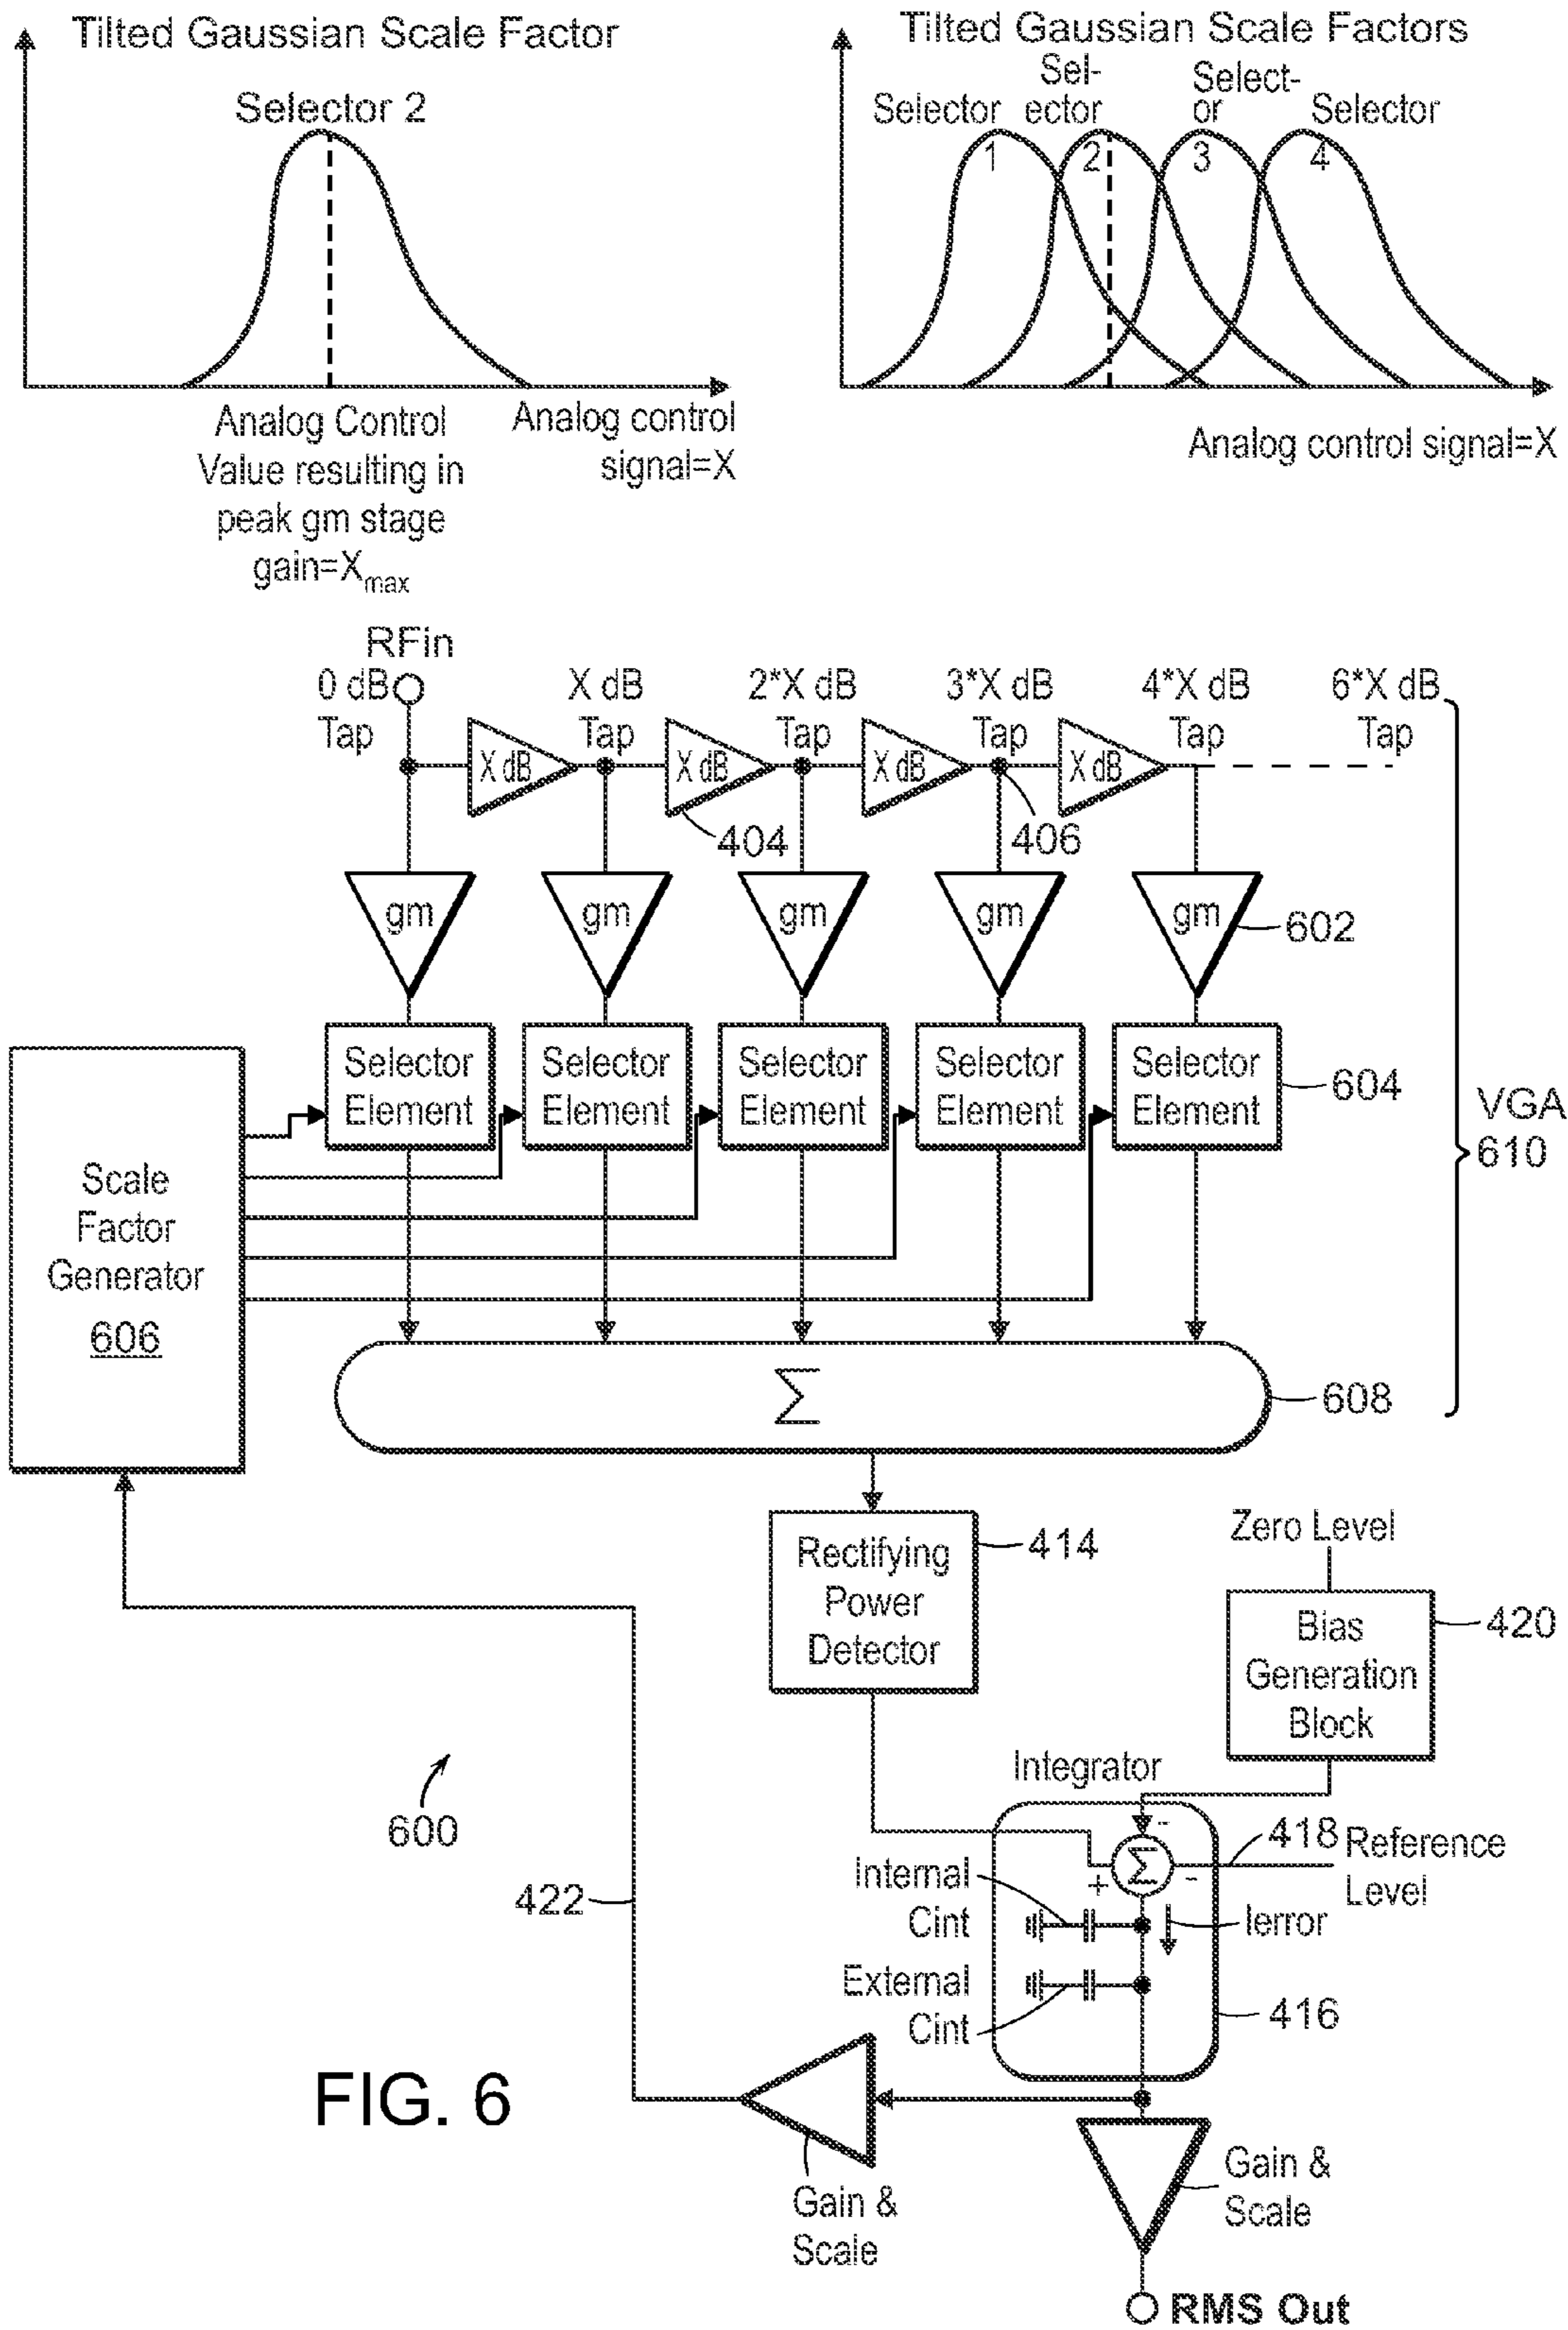 Tilted Gaussian Scale Factor
Selector 2
Analog Control
Value resulting in
peak gm stage
gain=Xmax
Analog control
signal=X
Tilted Gaussian Scale Factors
Selector
1
Sel-
ector
2
Select-
or
3
Selector
4
Analog control signal=X
RFin
0 dB
Tap
X dB
Tap
2*X dB
Tap
3*X dB
Tap
4*X dB
Tap
6*X dB
Tap
X dB
X dB
X dB
X dB
404
406
gm
gm
gm
gm
gm
602
Selector
Element
Selector
Element
Selector
Element
Selector
Element
Selector
Element
604
VGA
610
Scale
Factor
Generator
606
Σ
608
Rectifying
Power
Detector
414
Zero Level
Bias
Generation
Block
420
600
Integrator
-
Σ
+
-
418
Reference
Level
Internal
Cint
Ierror
External
Cint
416
422
Gain &
Scale
Gain &
Scale
FIG. 6
RMS Out